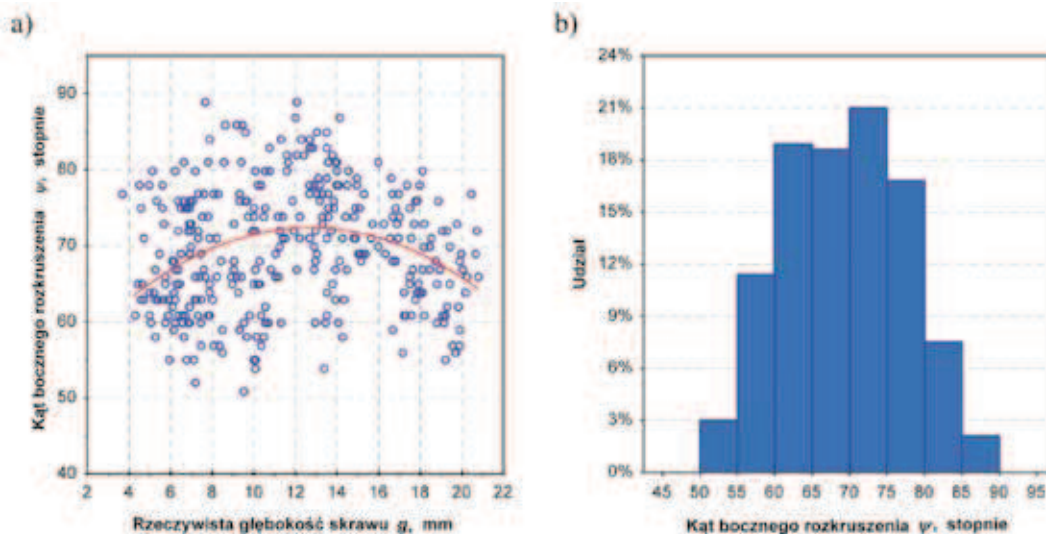 a)
Kąt bocznego rozkruszenia ψ, stopnie
90
80
70
60
50
40
2 4 6 8 10 12 14 16 18 20 22
Rzeczywista głębokość skrawu g, mm
b)
Udział
24%
21%
18%
15%
12%
9%
6%
3%
0%
45 50 55 60 65 70 75 80 85 90 95
Kąt bocznego rozkruszenia ψ, stopnie